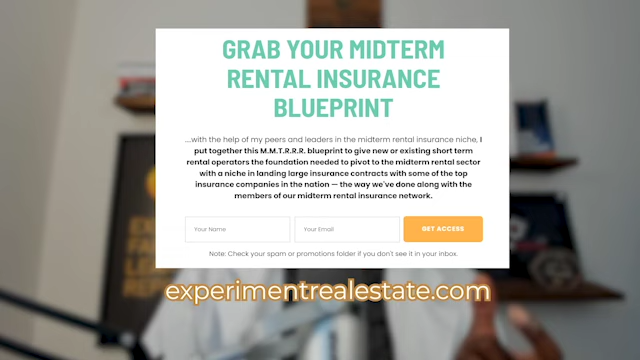 GRAB YOUR MIDTERM
RENTAL INSURANCE
BLUEPRINT
....with the help of my peers and leaders in the midterm rental insurance niche, I
put together this M.M.T.R.R.R. blueprint to give new or existing short term
rental operators the foundation needed to pivot to the midterm rental sector
with a niche in landing large insurance contracts with some of the top
insurance companies in the nation — the way we've done along with the
members of our midterm rental insurance network.
Your Name
Your Email
GET ACCESS
Note: Check your spam or promotions folder if you don't see it in your inbox.
experimentrealestate.com